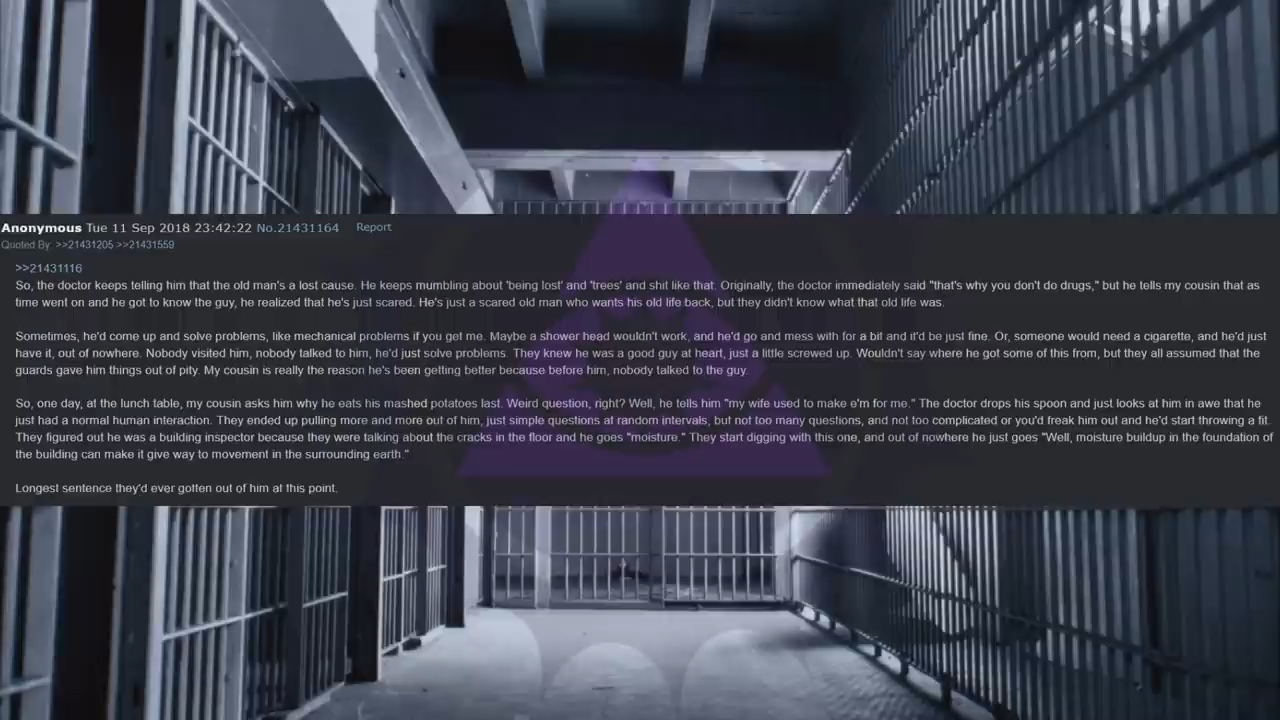 Anonymous Tue 11 Sep 2018 23:42:22 No.21431164 Report
Quoted By: >>21431205 >>21431559
>>21431116
So, the doctor keeps telling him that the old man's a lost cause. He keeps mumbling about 'being lost' and 'trees' and shit like that. Originally, the doctor immediately said "that's why you don't do drugs," but he tells my cousin that as
time went on and he got to know the guy, he realized that he's just scared. He's just a scared old man who wants his old life back, but they didn't know what that old life was.
Sometimes, he'd come up and solve problems, like mechanical problems if you get me. Maybe a shower head wouldn't work, and he'd go and mess with for a bit and it'd be just fine. Or, someone would need a cigarette, and he'd just
have it, out of nowhere. Nobody visited him, nobody talked to him, he'd just solve problems. They knew he was a good guy at heart, just a little screwed up. Wouldn't say where he got some of this from, but they all assumed that the
guards gave him things out of pity. My cousin is really the reason he's been getting better because before him, nobody talked to the guy.
So, one day, at the lunch table, my cousin asks him why he eats his mashed potatoes last. Weird question, right? Well, he tells him "my wife used to make e'm for me." The doctor drops his spoon and just looks at him in awe that he
just had a normal human interaction. They ended up pulling more and more out of him, just simple questions at random intervals, but not too many questions, and not too complicated or you'd freak him out and he'd start throwing a fit.
They figured out he was a building inspector because they were talking about the cracks in the floor and he goes "moisture." They start digging with this one, and out of nowhere he just goes "Well, moisture buildup in the foundation of
the building can make it give way to movement in the surrounding earth."
Longest sentence they'd ever gotten out of him at this point.